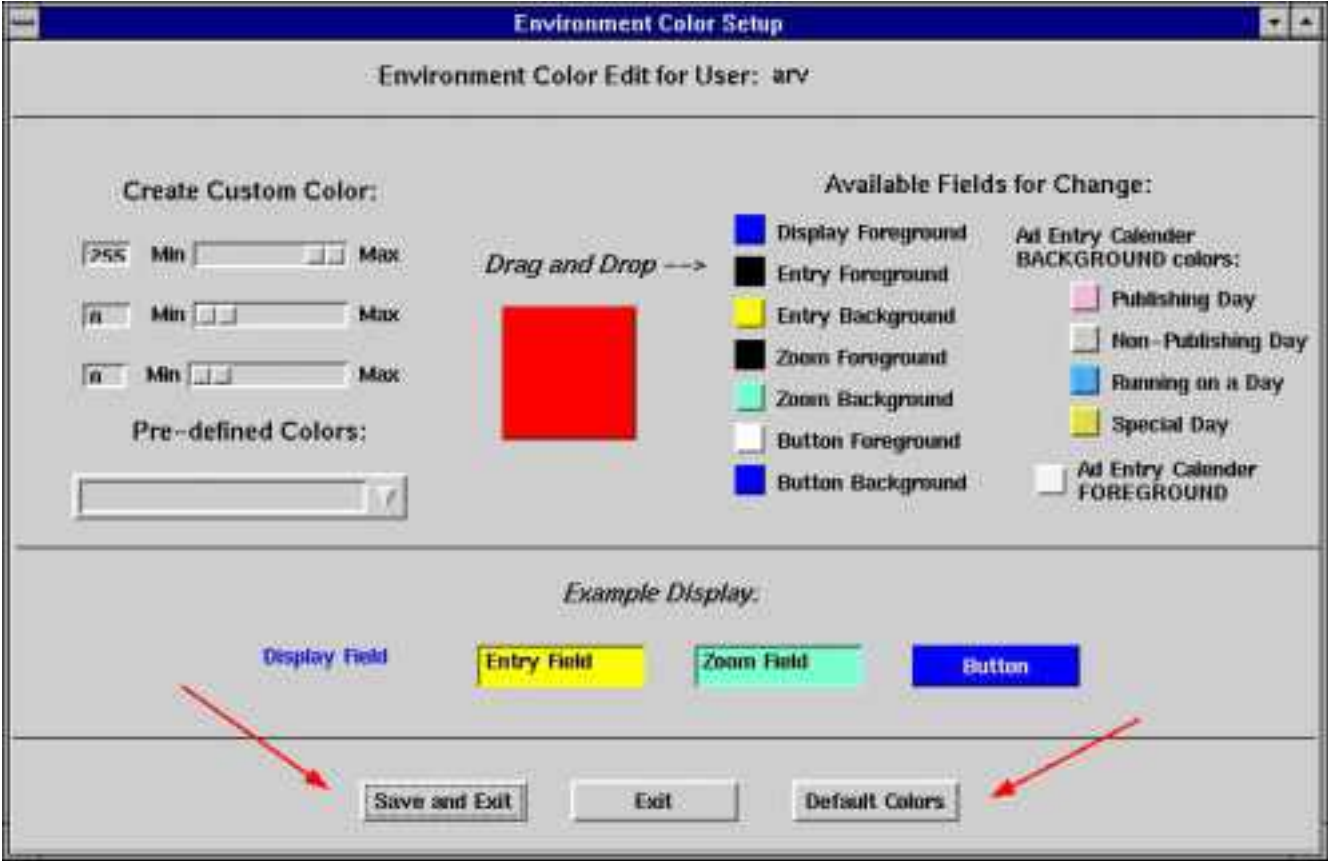 Environment Color Setup
Environment Color Edit for User: arv
Create Custom Color:
255 Min Max
0 Min Max
0 Min Max
Pre-defined Colors:
Drag and Drop -->
Available Fields for Change:
Display Foreground
Entry Foreground
Entry Background
Zoom Foreground
Zoom Background
Button Foreground
Button Background
Ad Entry Calender
BACKGROUND colors:
Publishing Day
Non-Publishing Day
Running on a Day
Special Day
Ad Entry Calender
FOREGROUND
Example Display:
Display Field
Entry Field
Zoom Field
Button
Save and Exit
Exit
Default Colors